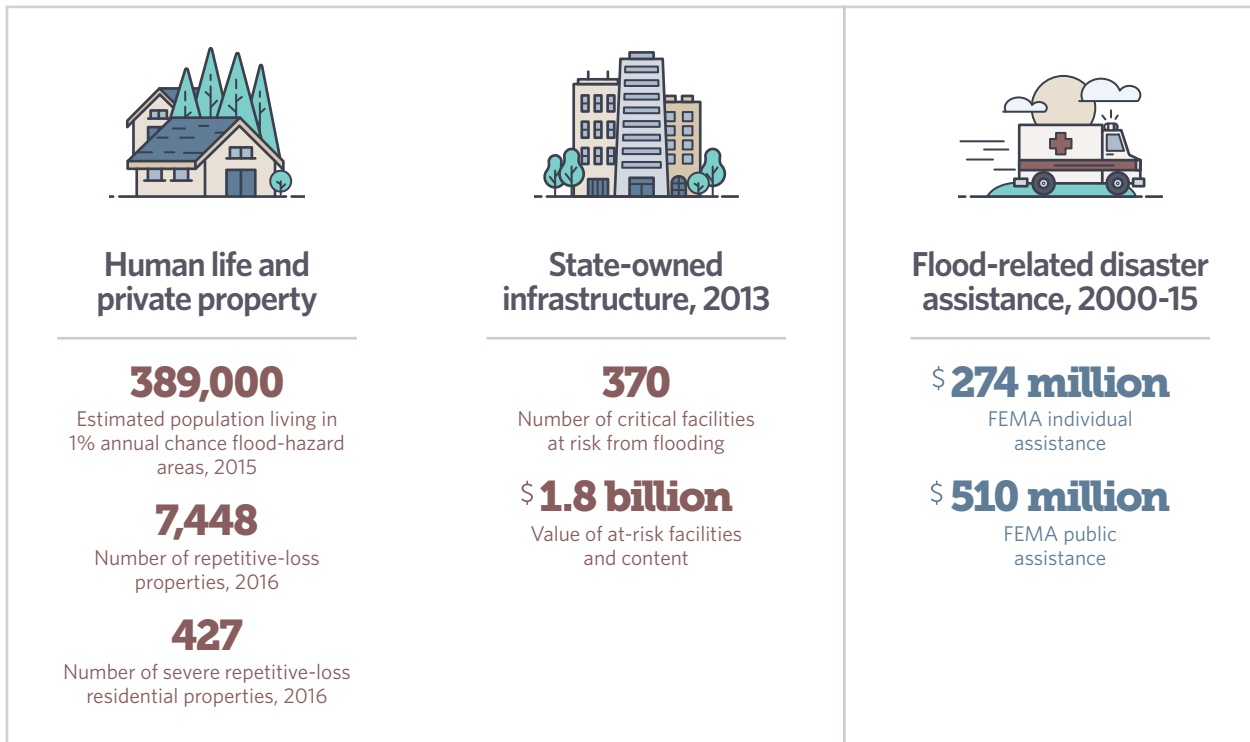 Human life and
private property
389,000
Estimated population living in
1% annual chance flood-hazard
areas, 2015
7,448
Number of repetitive-loss
properties, 2016
427
Number of severe repetitive-loss
residential properties, 2016
State-owned
infrastructure, 2013
370
Number of critical facilities
at risk from flooding
$1.8 billion
Value of at-risk facilities
and content
Flood-related disaster
assistance, 2000-15
$274 million
FEMA individual
assistance
$510 million
FEMA public
assistance